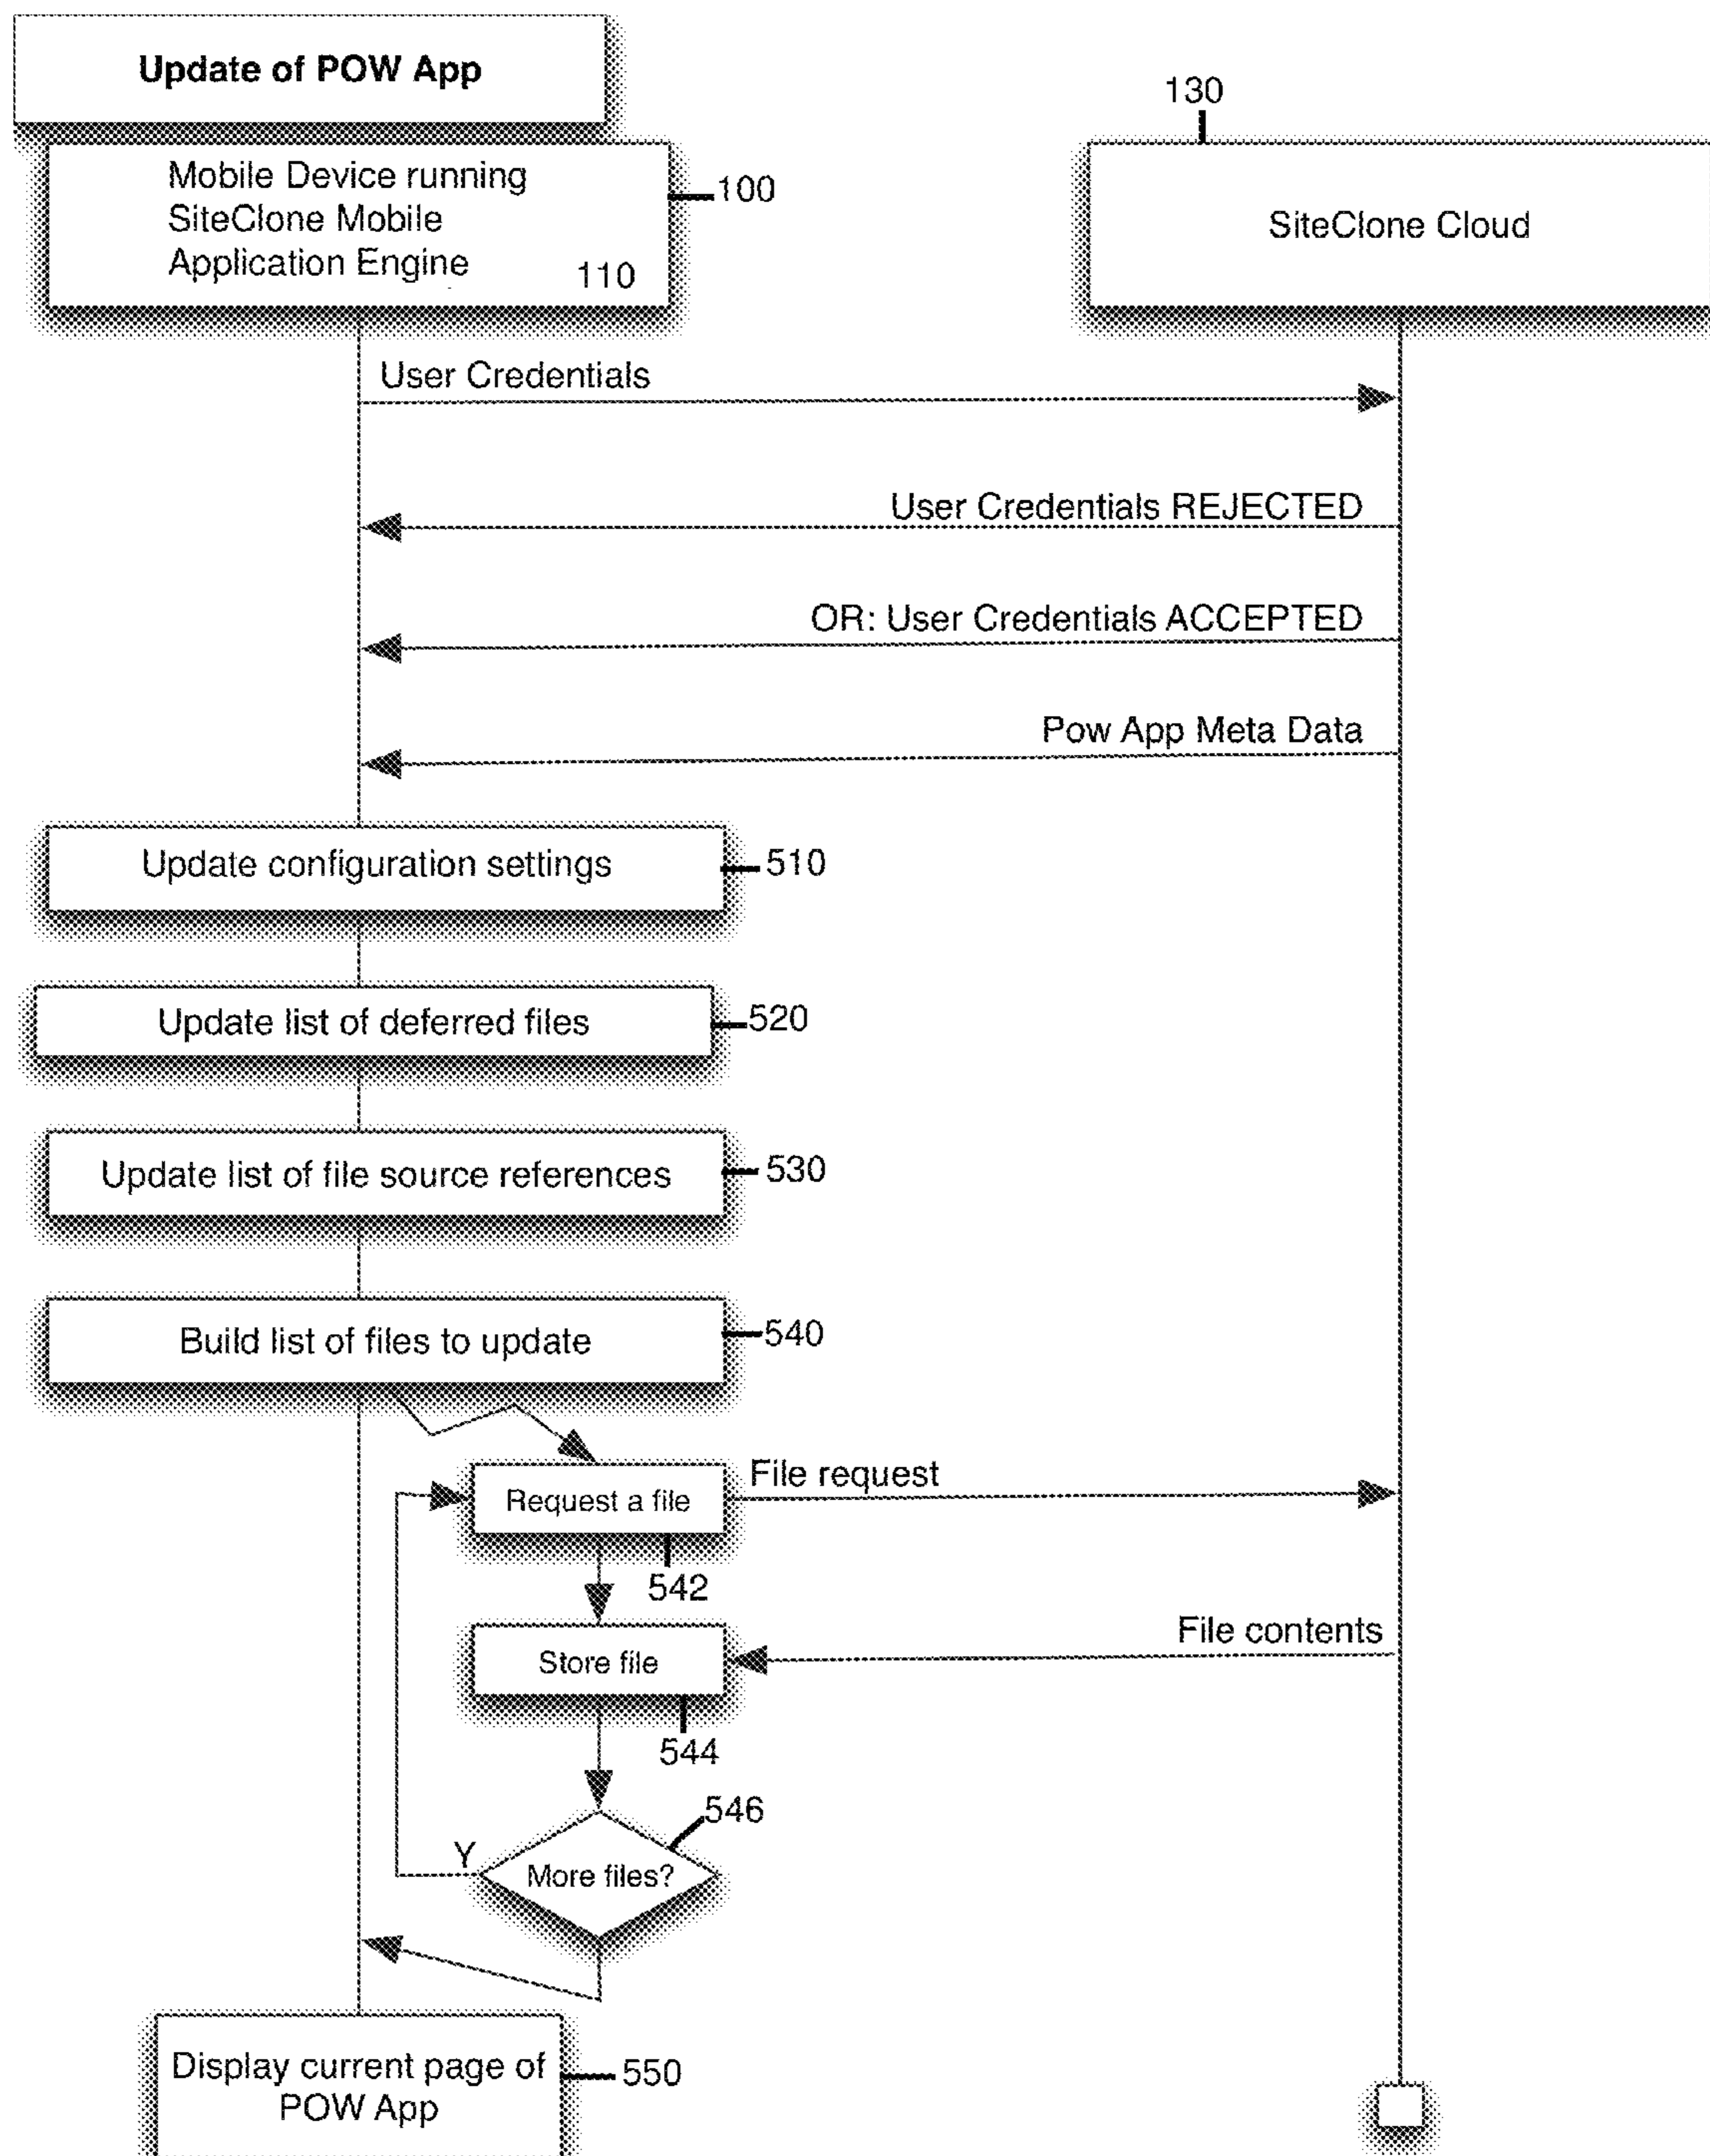 Update of POW App
130
Mobile Device running
SiteClone Mobile
Application Engine
100
110
SiteClone Cloud
User Credentials
User Credentials REJECTED
OR: User Credentials ACCEPTED
Pow App Meta Data
Update configuration settings
510
Update list of deferred files
520
Update list of file source references
530
Build list of files to update
540
Request a file
File request
542
Store file
File contents
544
546
Y
More files?
Display current page of
POW App
550